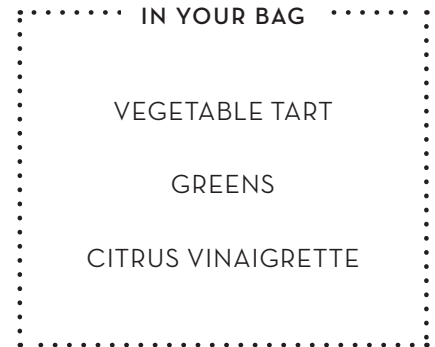 IN YOUR BAG
VEGETABLE TART
GREENS
CITRUS VINAIGRETTE